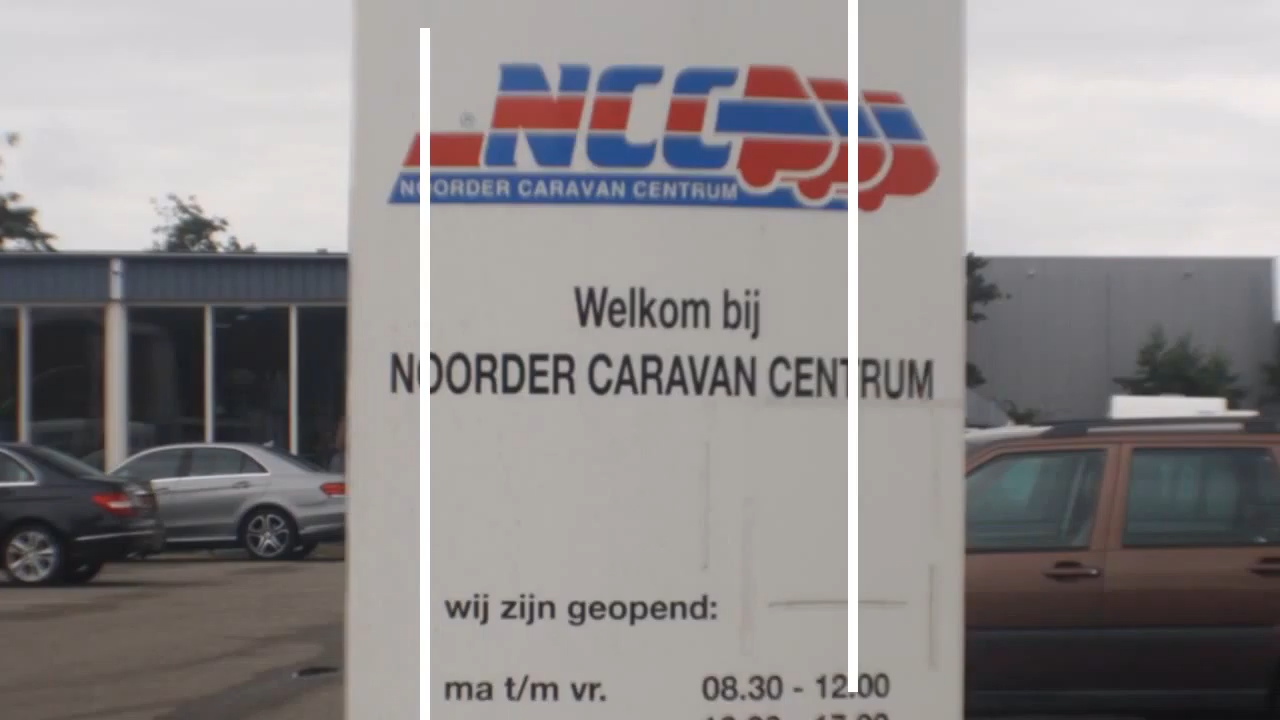 NCC
®
NOORDER CARAVAN CENTRUM
Welkom bij
NOORDER CARAVAN CENTRUM
wij zijn geopend:
ma t/m vr. 08.30 - 12.00